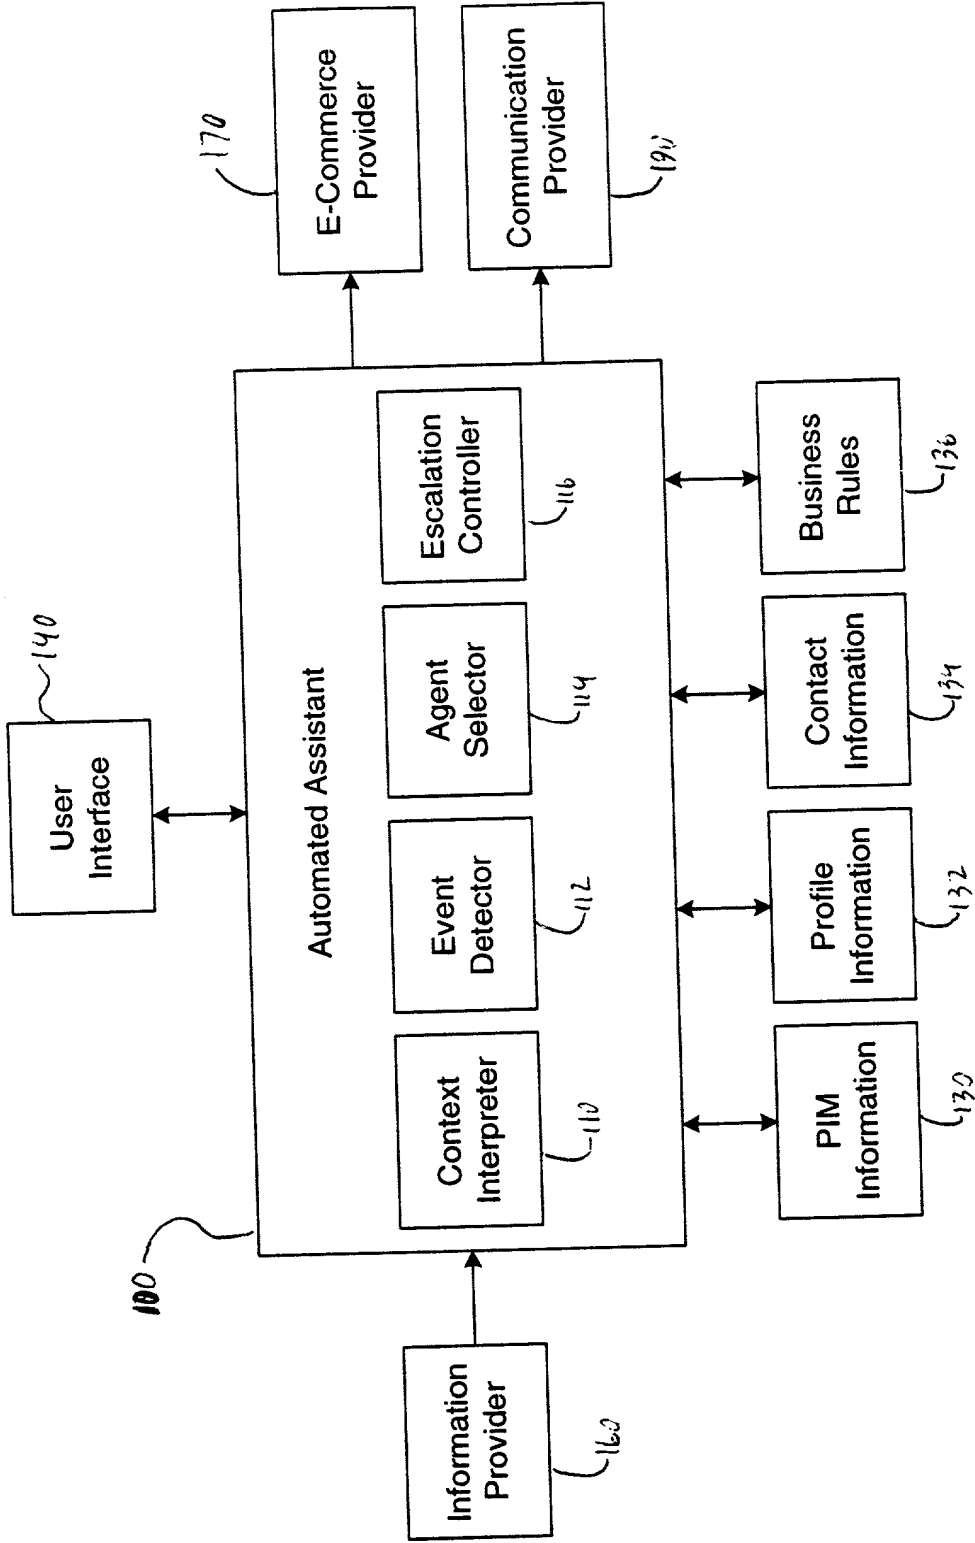 User
Interface
140
100
Automated Assistant
170
E-Commerce
Provider
Information
Provider
160
Context
Interpreter
110
Event
Detector
112
Agent
Selector
114
Escalation
Controller
116
Communication
Provider
190
PIM
Information
130
Profile
Information
132
Contact
Information
134
Business
Rules
136